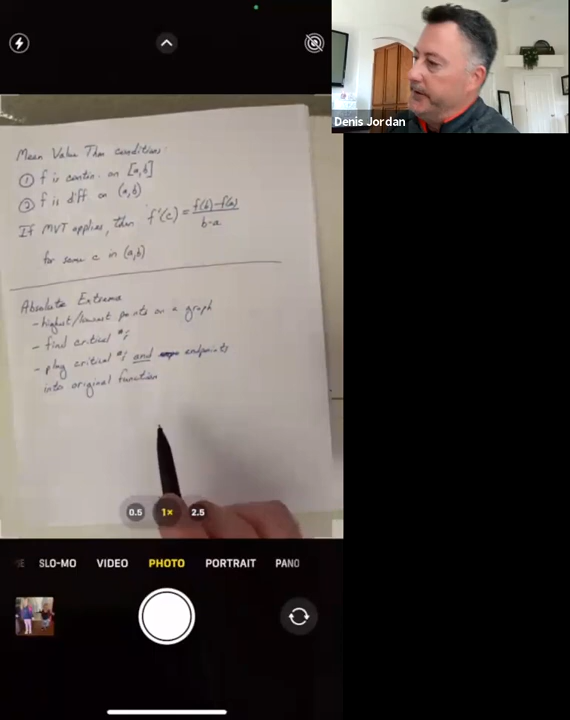 Denis Jordan
Mean Value Thm conditions:
① f is contin. on [a,b]
② f is diff on (a,b)
If MVT applies, then f'(c) = f(b)-f(a)
b-a
for some c in (a,b)
Absolute Extrema
- highest/lowest points on a graph
- find critical #s
- plug critical #s and endpoints
into original function
0.5 1× 2.5
SLO-MO VIDEO PHOTO PORTRAIT PANO